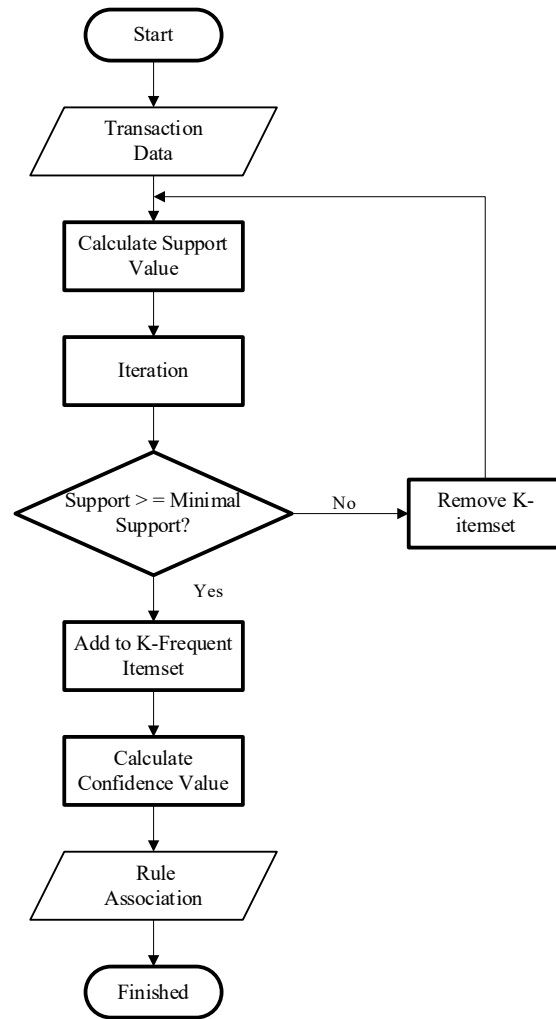 Start
Transaction
Data
Calculate Support
Value
Iteration
Support > = Minimal
Support?
No
Remove K-
itemset
Yes
Add to K-Frequent
Itemset
Calculate
Confidence Value
Rule
Association
Finished